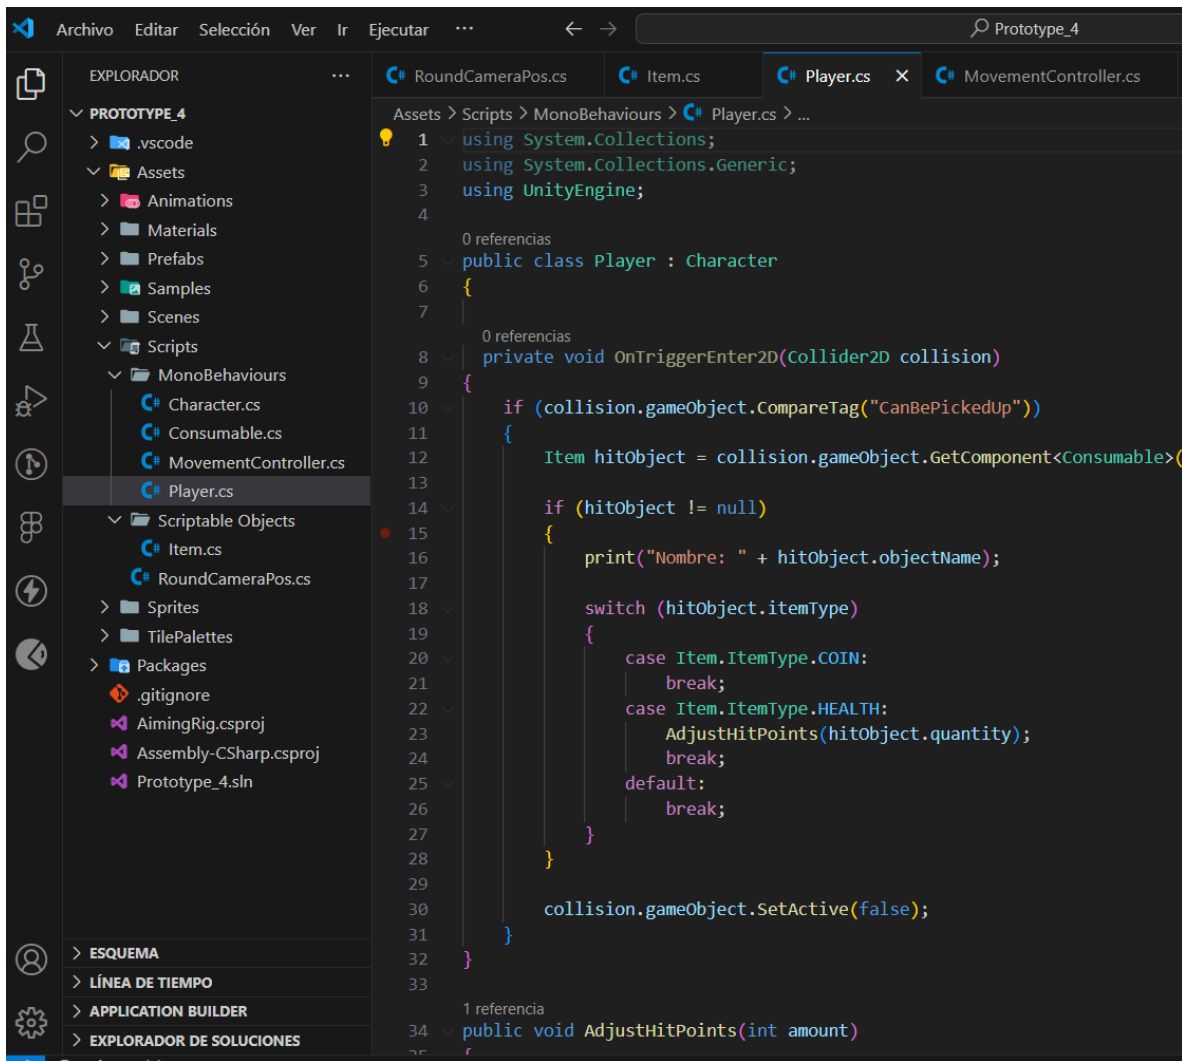 Archivo Editar Selección Ver Ir Ejecutar ··· ← → Prototype_4
EXPLORADOR ···
PROTOTYPE_4
.vscode
Assets
Animations
Materials
Prefabs
Samples
Scenes
Scripts
MonoBehaviours
Character.cs
Consumable.cs
MovementController.cs
Player.cs
Scriptable Objects
Item.cs
RoundCameraPos.cs
Sprites
TilePalettes
Packages
.gitignore
AimingRig.csproj
Assembly-CSharp.csproj
Prototype_4.sln
ESQUEMA
LÍNEA DE TIEMPO
APPLICATION BUILDER
EXPLORADOR DE SOLUCIONES
RoundCameraPos.cs Item.cs Player.cs × MovementController.cs
Assets > Scripts > MonoBehaviours > Player.cs > ...
1 using System.Collections;
2 using System.Collections.Generic;
3 using UnityEngine;
4
0 referencias
5 public class Player : Character
6 {
7
0 referencias
8 private void OnTriggerEnter2D(Collider2D collision)
9 {
10 if (collision.gameObject.CompareTag("CanBePickedUp"))
11 {
12 Item hitObject = collision.gameObject.GetComponent<Consumable>(
13
14 if (hitObject != null)
15 {
16 print("Nombre: " + hitObject.objectName);
17
18 switch (hitObject.itemType)
19 {
20 case Item.ItemType.COIN:
21 break;
22 case Item.ItemType.HEALTH:
23 AdjustHitPoints(hitObject.quantity);
24 break;
25 default:
26 break;
27 }
28 }
29
30 collision.gameObject.SetActive(false);
31 }
32 }
33
1 referencia
34 public void AdjustHitPoints(int amount)